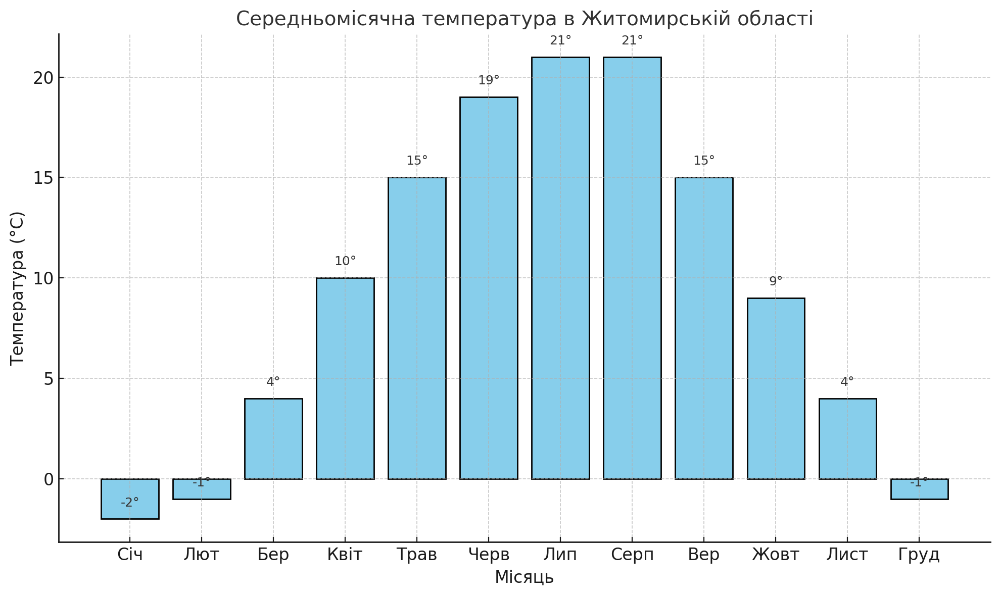 Середньомісячна температура в Житомирській області
Температура (°C)
20
15
10
5
0
-2°
-1°
4°
10°
15°
19°
21°
21°
15°
9°
4°
-1°
Січ
Лют
Бер
Квіт
Трав
Черв
Лип
Серп
Вер
Жовт
Лист
Груд
Місяць